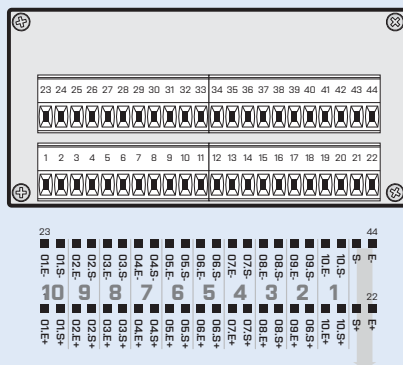 23 24 25 26 27 28 29 30 31 32 33 34 35 36 37 38 39 40 41 42 43 44
1 2 3 4 5 6 7 8 9 10 11 12 13 14 15 16 17 18 19 20 21 22
23 44
01.E- 01.S- 02.E- 02.S- 03.E- 03.S- 04.E- 04.S- 05.E- 05.S- 06.E- 06.S- 07.E- 07.S- 08.E- 08.S- 09.E- 09.S- 10.E- 10.S- S- E-
10 9 8 7 6 5 4 3 2 1 22
01.E+ 01.S+ 02.E+ 02.S+ 03.E+ 03.S+ 04.E+ 04.S+ 05.E+ 05.S+ 06.E+ 06.S+ 07.E+ 07.S+ 08.E+ 08.S+ 09.E+ 06.S+ 10.E+ 10.S+ S+ E+